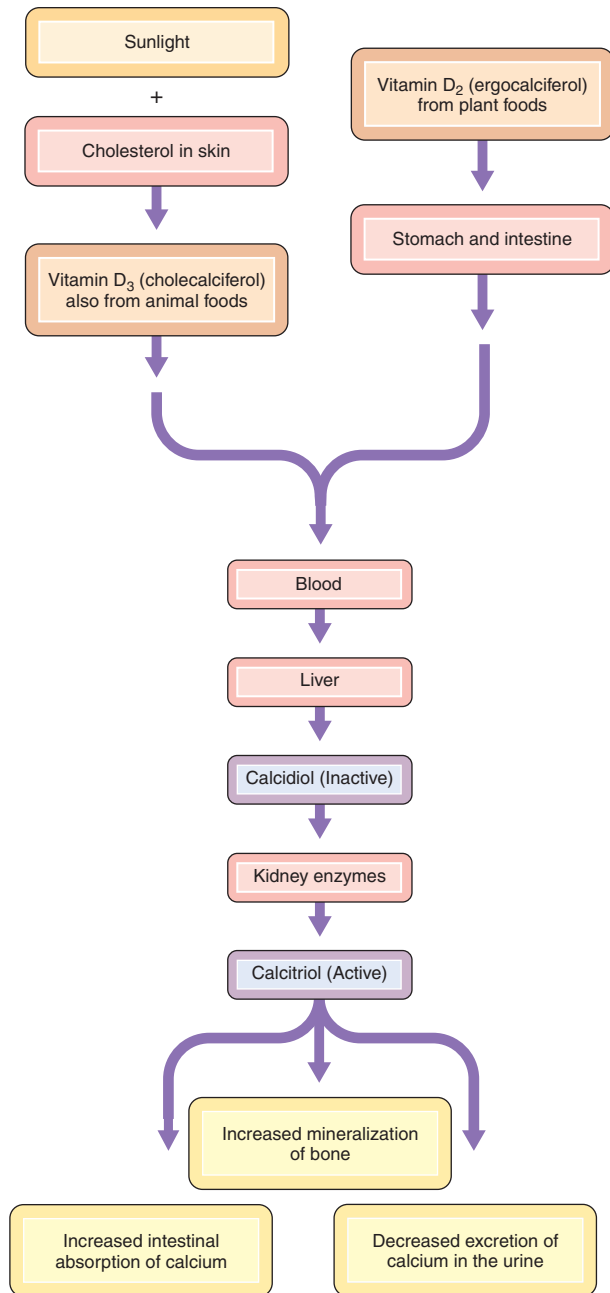 Sunlight
+
Cholesterol in skin
Vitamin D3 (cholecalciferol)
also from animal foods
Vitamin D2 (ergocalciferol)
from plant foods
Stomach and intestine
Blood
Liver
Calcidiol (Inactive)
Kidney enzymes
Calcitriol (Active)
Increased mineralization
of bone
Increased intestinal
absorption of calcium
Decreased excretion of
calcium in the urine